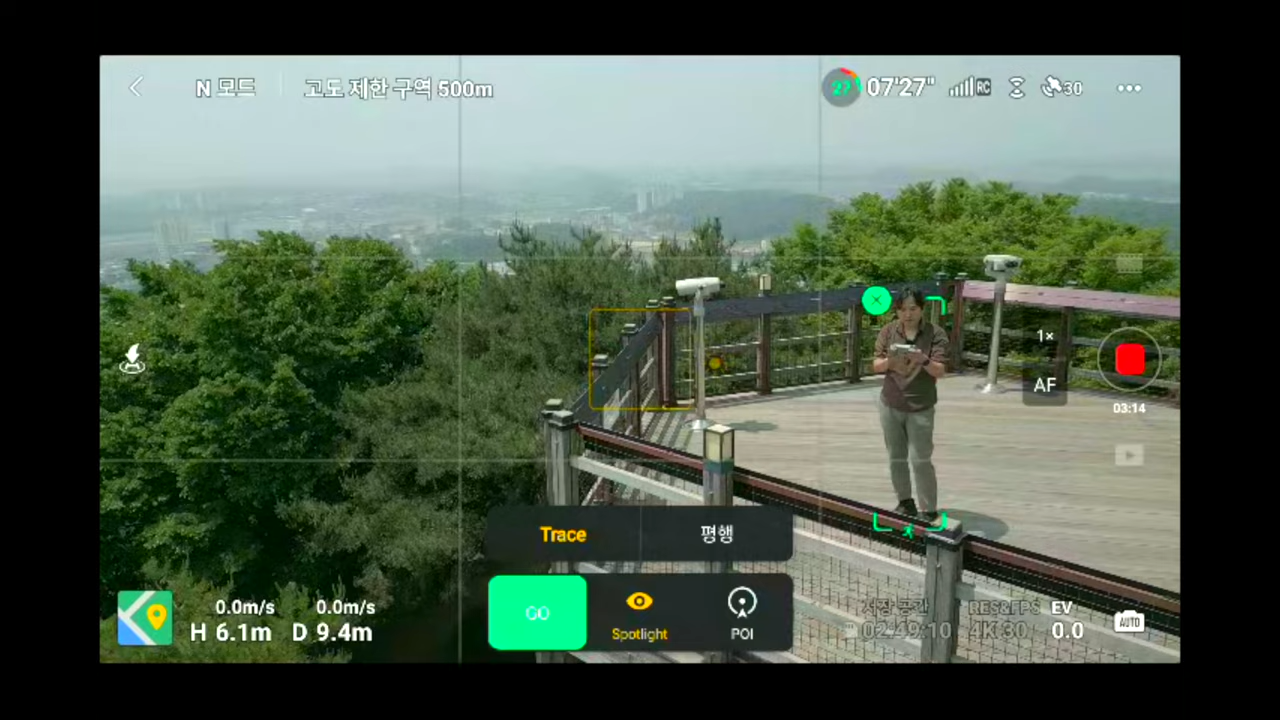 N 모드 고도 제한 구역 500m
27 07'27" RC 30
1×
AF
03:14
Trace 평행
GO Spotlight POI
0.0m/s 0.0m/s
H 6.1m D 9.4m
저장 공간 RES&FPS EV
02:49:10 4K 30 0.0
AUTO